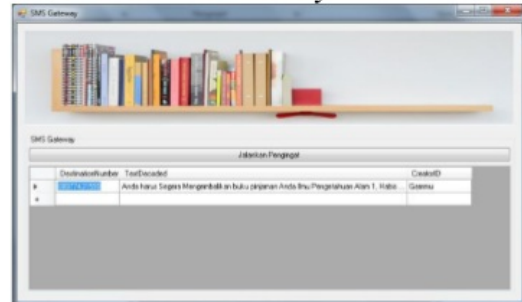 SMS Gateway
SMS Gateway
Jalankan Pengingat
DestinationNumber TextDecoded CreatorID
Anda harus Segera Mengembalikan buku pinjaman Anda Ilmu Pengetahuan Alam 1. Habis ... Gammu